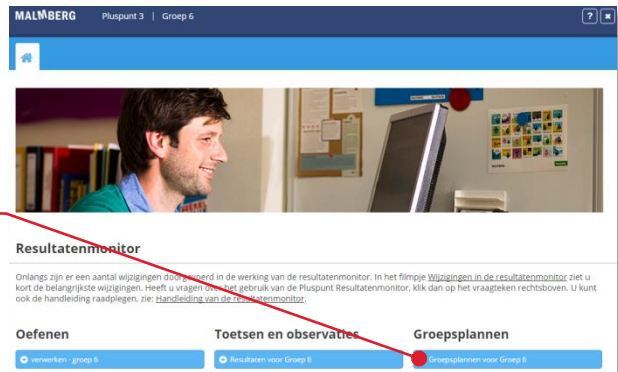 MALMBERG Pluspunt 3 | Groep 6 ?
Resultatenmonitor
Onlangs zijn er een aantal wijzigingen doorgevoerd in de werking van de resultatenmonitor. In het filmpje Wijzigingen in de resultatenmonitor ziet u
kort de belangrijkste wijzigingen. Heeft u vragen over het gebruik van de Pluspunt Resultatenmonitor, klik dan op het vraagteken rechtsboven. U kunt
ook de handleiding raadplegen, zie: Handleiding van de resultatenmonitor.
Oefenen Toetsen en observaties Groepsplannen
verwerken - groep 6 Resultaten voor Groep 6 Groepsplannen voor Groep 6